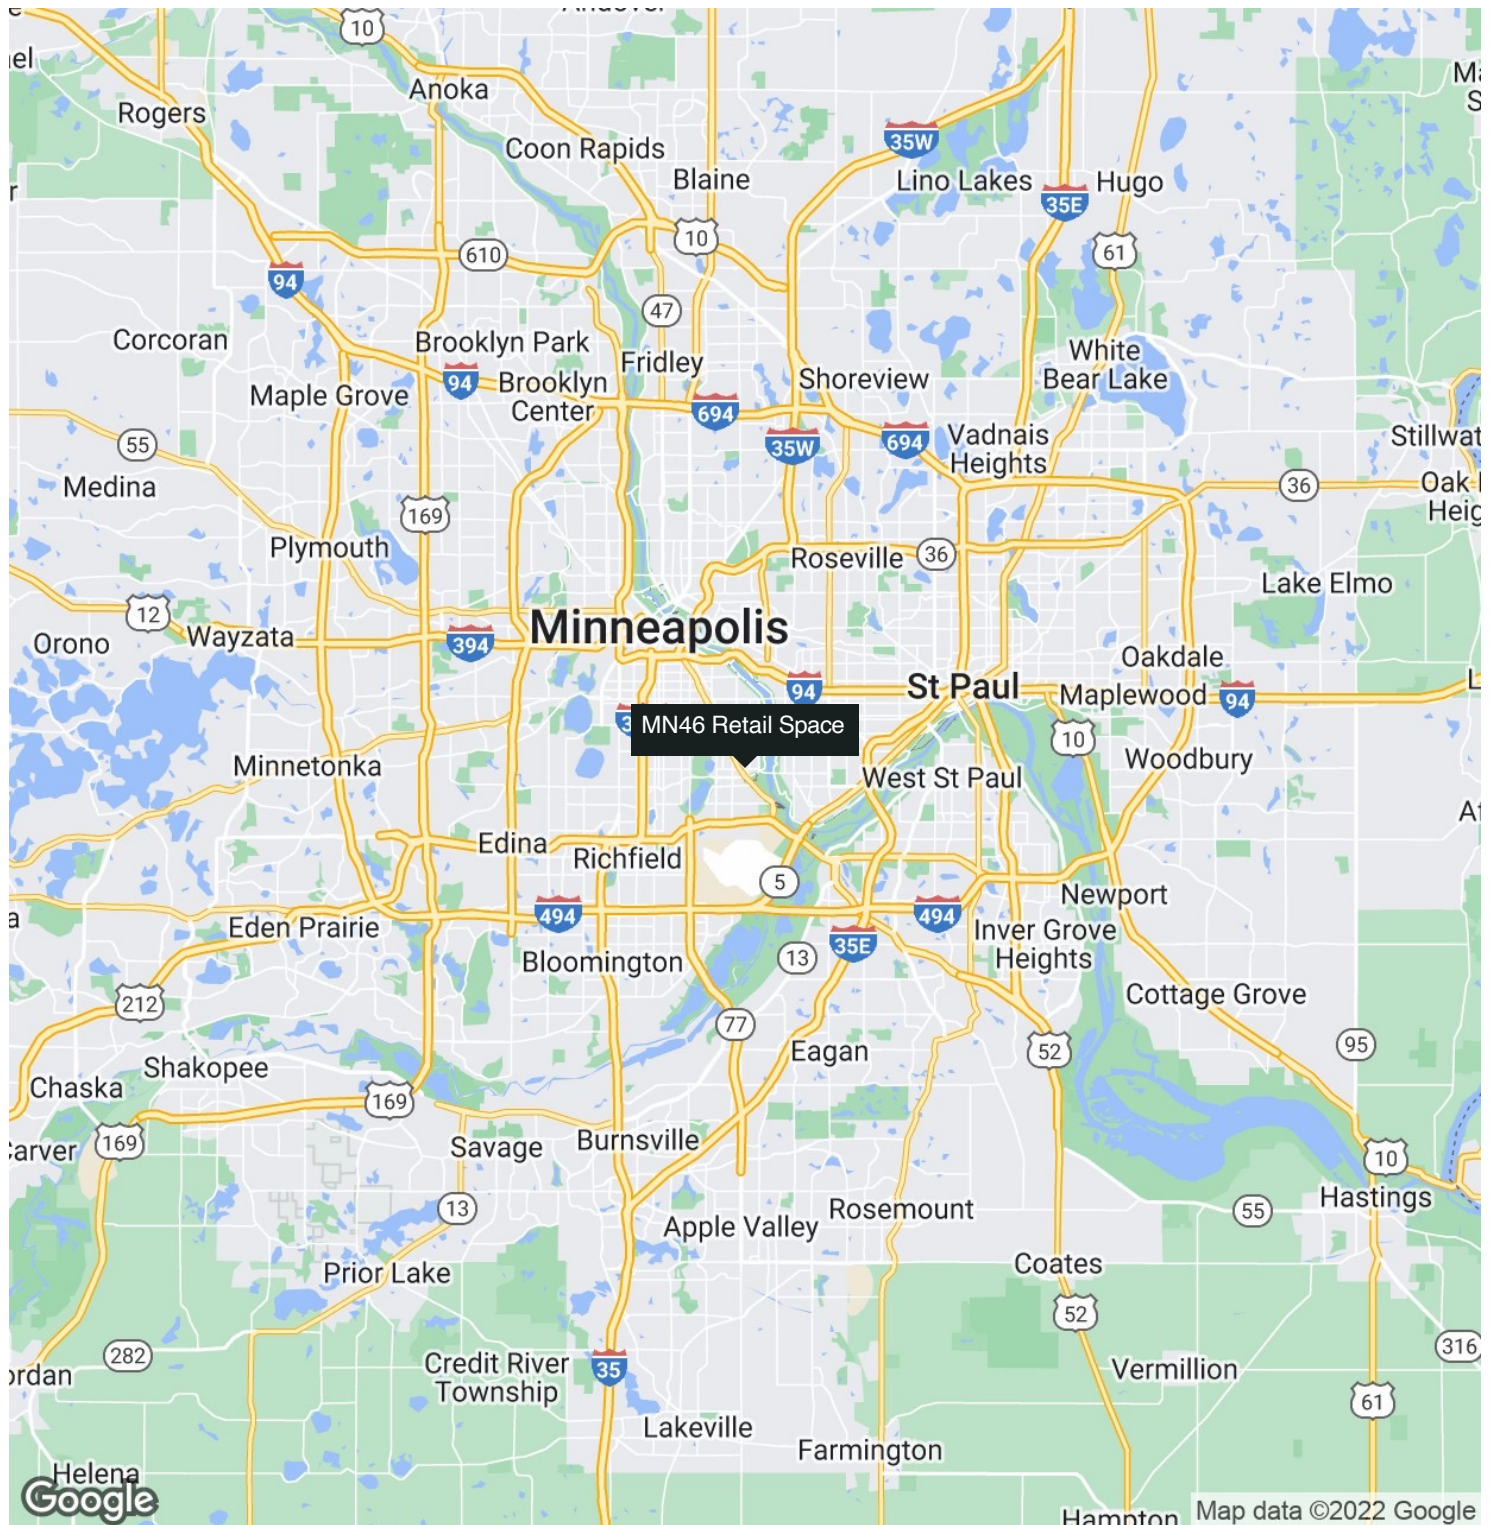 10
Anoka
Rogers
Coon Rapids
35W
Blaine
Lino Lakes
Hugo
35E
10
61
610
94
47
Corcoran
Brooklyn Park
Fridley
White
Bear Lake
94
Brooklyn
Center
Shoreview
Maple Grove
694
35W
694
Vadnais
Heights
55
Medina
36
Oak
169
Plymouth
Roseville
36
Lake Elmo
12
Orono
Wayzata
394
Minneapolis
Oakdale
94
St Paul
Maplewood
94
MN46 Retail Space
10
Woodbury
Minnetonka
West St Paul
Edina
Richfield
5
Newport
494
494
Eden Prairie
35E
Inver Grove
Heights
Bloomington
13
212
Cottage Grove
77
52
95
Eagan
Shakopee
Chaska
169
169
Savage
Burnsville
10
Hastings
13
Rosemount
55
Apple Valley
Coates
Prior Lake
52
282
316
Credit River
Township
35
Vermillion
61
Lakeville
Farmington
Helena
Google
Hampton
Map data ©2022 Google